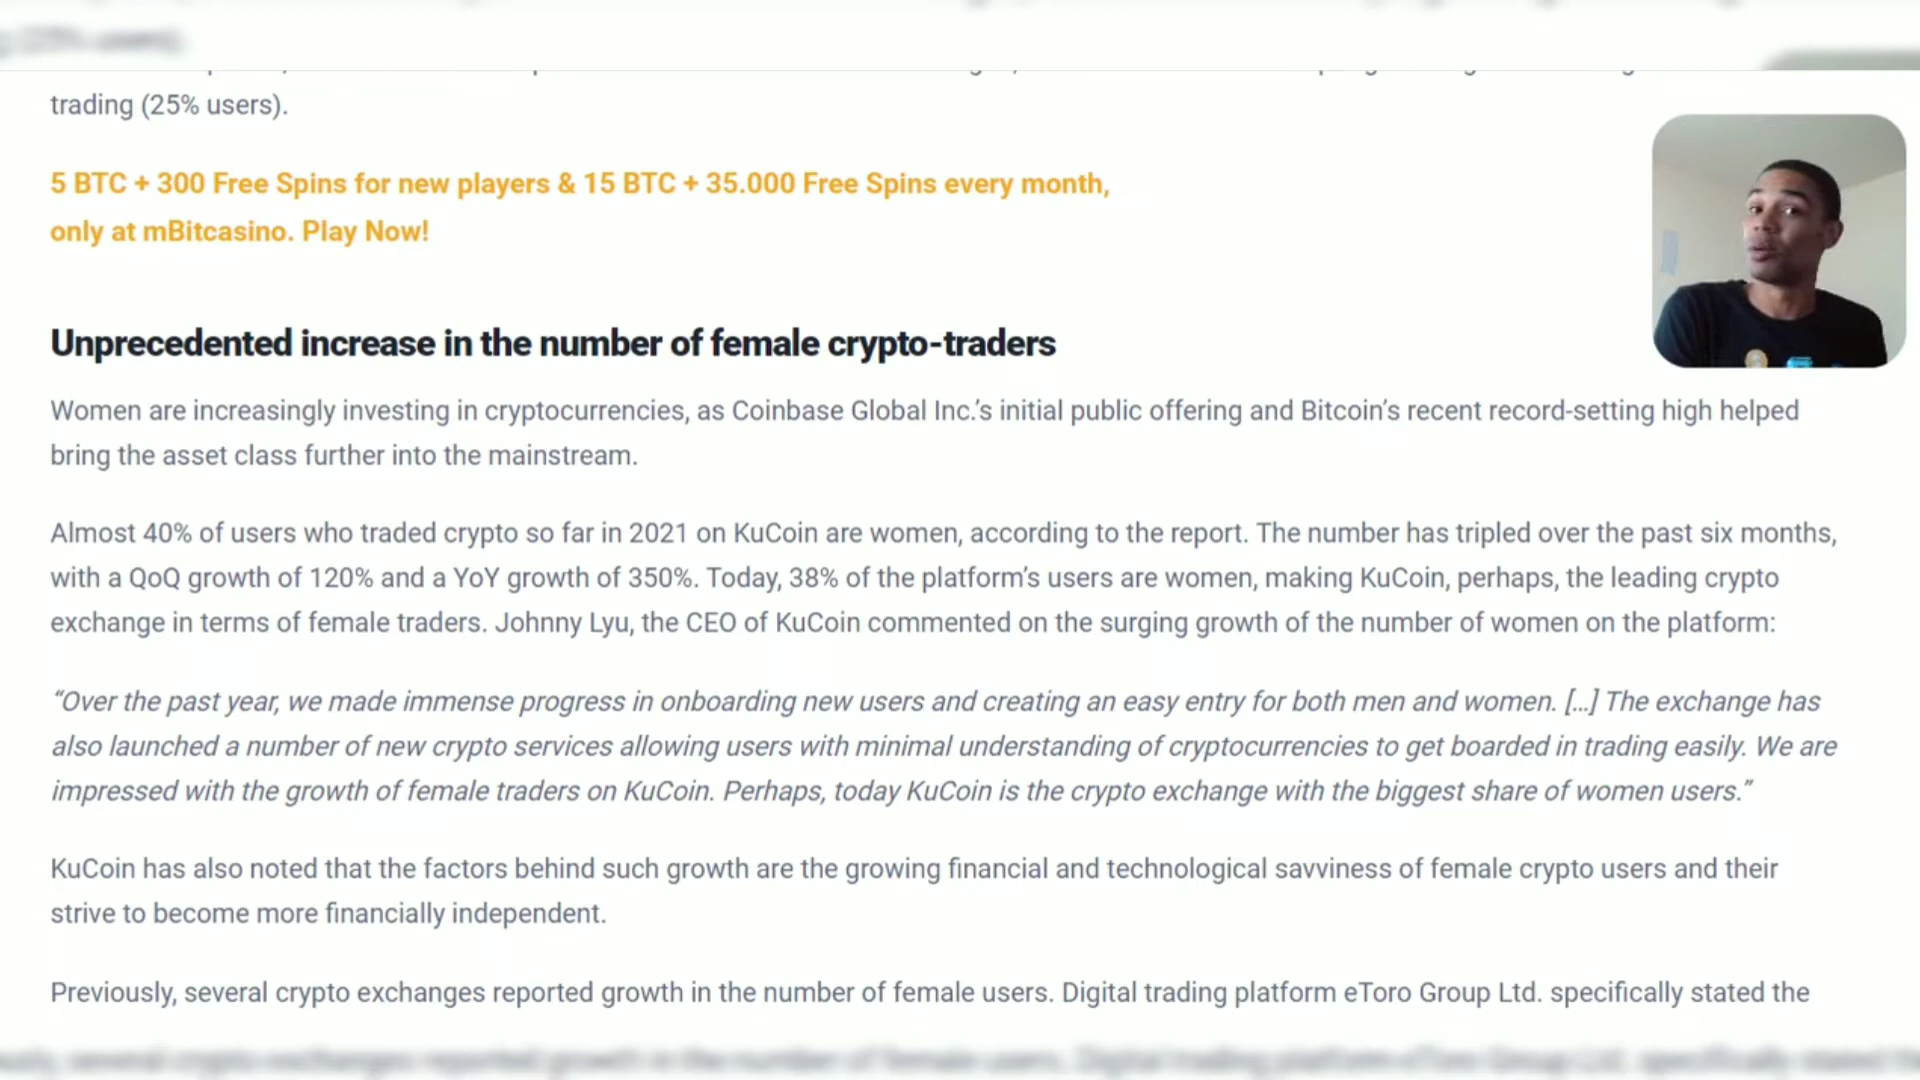 trading (25% users).
5 BTC + 300 Free Spins for new players & 15 BTC + 35.000 Free Spins every month,
only at mBitcasino. Play Now!
Unprecedented increase in the number of female crypto-traders
Women are increasingly investing in cryptocurrencies, as Coinbase Global Inc.’s initial public offering and Bitcoin’s recent record-setting high helped
bring the asset class further into the mainstream.
Almost 40% of users who traded crypto so far in 2021 on KuCoin are women, according to the report. The number has tripled over the past six months,
with a QoQ growth of 120% and a YoY growth of 350%. Today, 38% of the platform’s users are women, making KuCoin, perhaps, the leading crypto
exchange in terms of female traders. Johnny Lyu, the CEO of KuCoin commented on the surging growth of the number of women on the platform:
“Over the past year, we made immense progress in onboarding new users and creating an easy entry for both men and women. [...] The exchange has
also launched a number of new crypto services allowing users with minimal understanding of cryptocurrencies to get boarded in trading easily. We are
impressed with the growth of female traders on KuCoin. Perhaps, today KuCoin is the crypto exchange with the biggest share of women users.”
KuCoin has also noted that the factors behind such growth are the growing financial and technological savviness of female crypto users and their
strive to become more financially independent.
Previously, several crypto exchanges reported growth in the number of female users. Digital trading platform eToro Group Ltd. specifically stated the